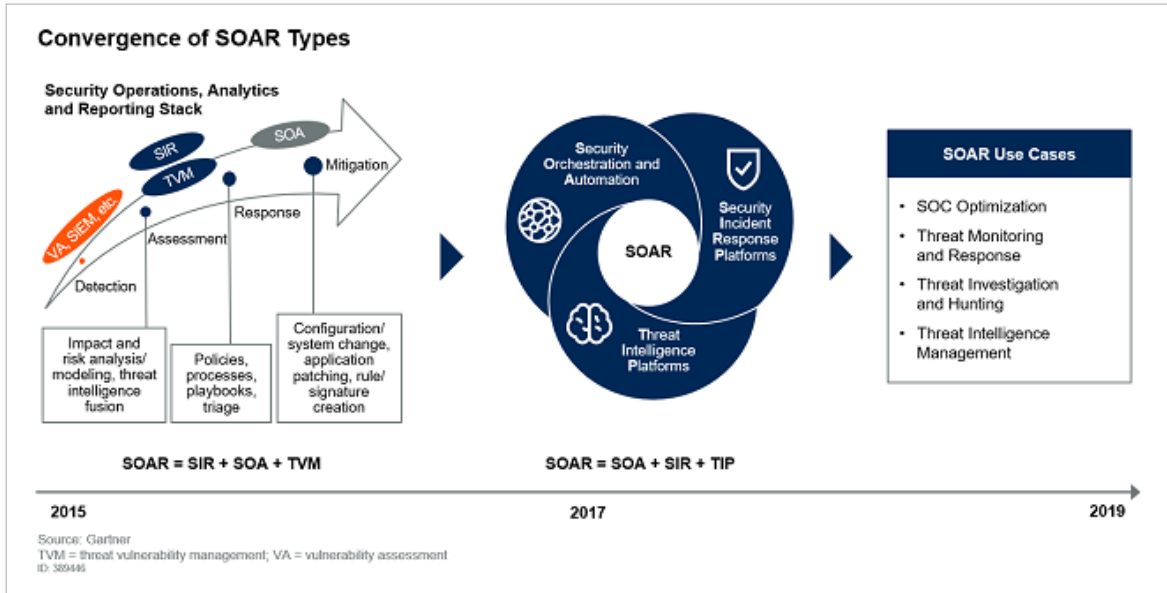 Convergence of SOAR Types
Security Operations, Analytics
and Reporting Stack
SOA
SIR
TVM
VA, SIEM, etc.
Mitigation
Response
Assessment
Detection
Impact and
risk analysis/
modeling, threat
intelligence
fusion
Policies,
processes,
playbooks,
triage
Configuration/
system change,
application
patching, rule/
signature
creation
SOAR = SIR + SOA + TVM
Security
Orchestration and
Automation
Security
Incident
Response
Platforms
SOAR
Threat
Intelligence
Platforms
SOAR = SOA + SIR + TIP
SOAR Use Cases
• SOC Optimization
• Threat Monitoring
and Response
• Threat Investigation
and Hunting
• Threat Intelligence
Management
2015
2017
2019
Source: Gartner
TVM = threat vulnerability management; VA = vulnerability assessment
ID: 389446